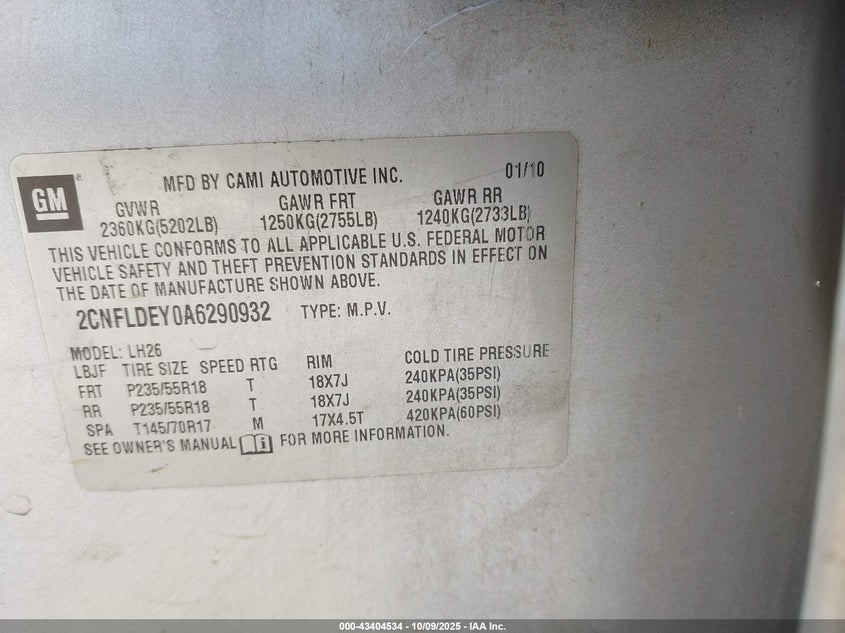 GM
MFD BY CAMI AUTOMOTIVE INC. 01/10
GVWR GAWR FRT GAWR RR
2360KG(5202LB) 1250KG(2755LB) 1240KG(2733LB)
THIS VEHICLE CONFORMS TO ALL APPLICABLE U.S. FEDERAL MOTOR
VEHICLE SAFETY AND THEFT PREVENTION STANDARDS IN EFFECT ON
THE DATE OF MANUFACTURE SHOWN ABOVE.
2CNFLDEY0A6290932 TYPE: M.P.V.
MODEL: LH26
LBJF TIRE SIZE SPEED RTG RIM COLD TIRE PRESSURE
FRT P235/55R18 T 18X7J 240KPA(35PSI)
RR P235/55R18 T 18X7J 240KPA(35PSI)
SPA T145/70R17 M 17X4.5T 420KPA(60PSI)
SEE OWNER'S MANUAL FOR MORE INFORMATION.
000-43404534 - 10/09/2025 - IAA Inc.